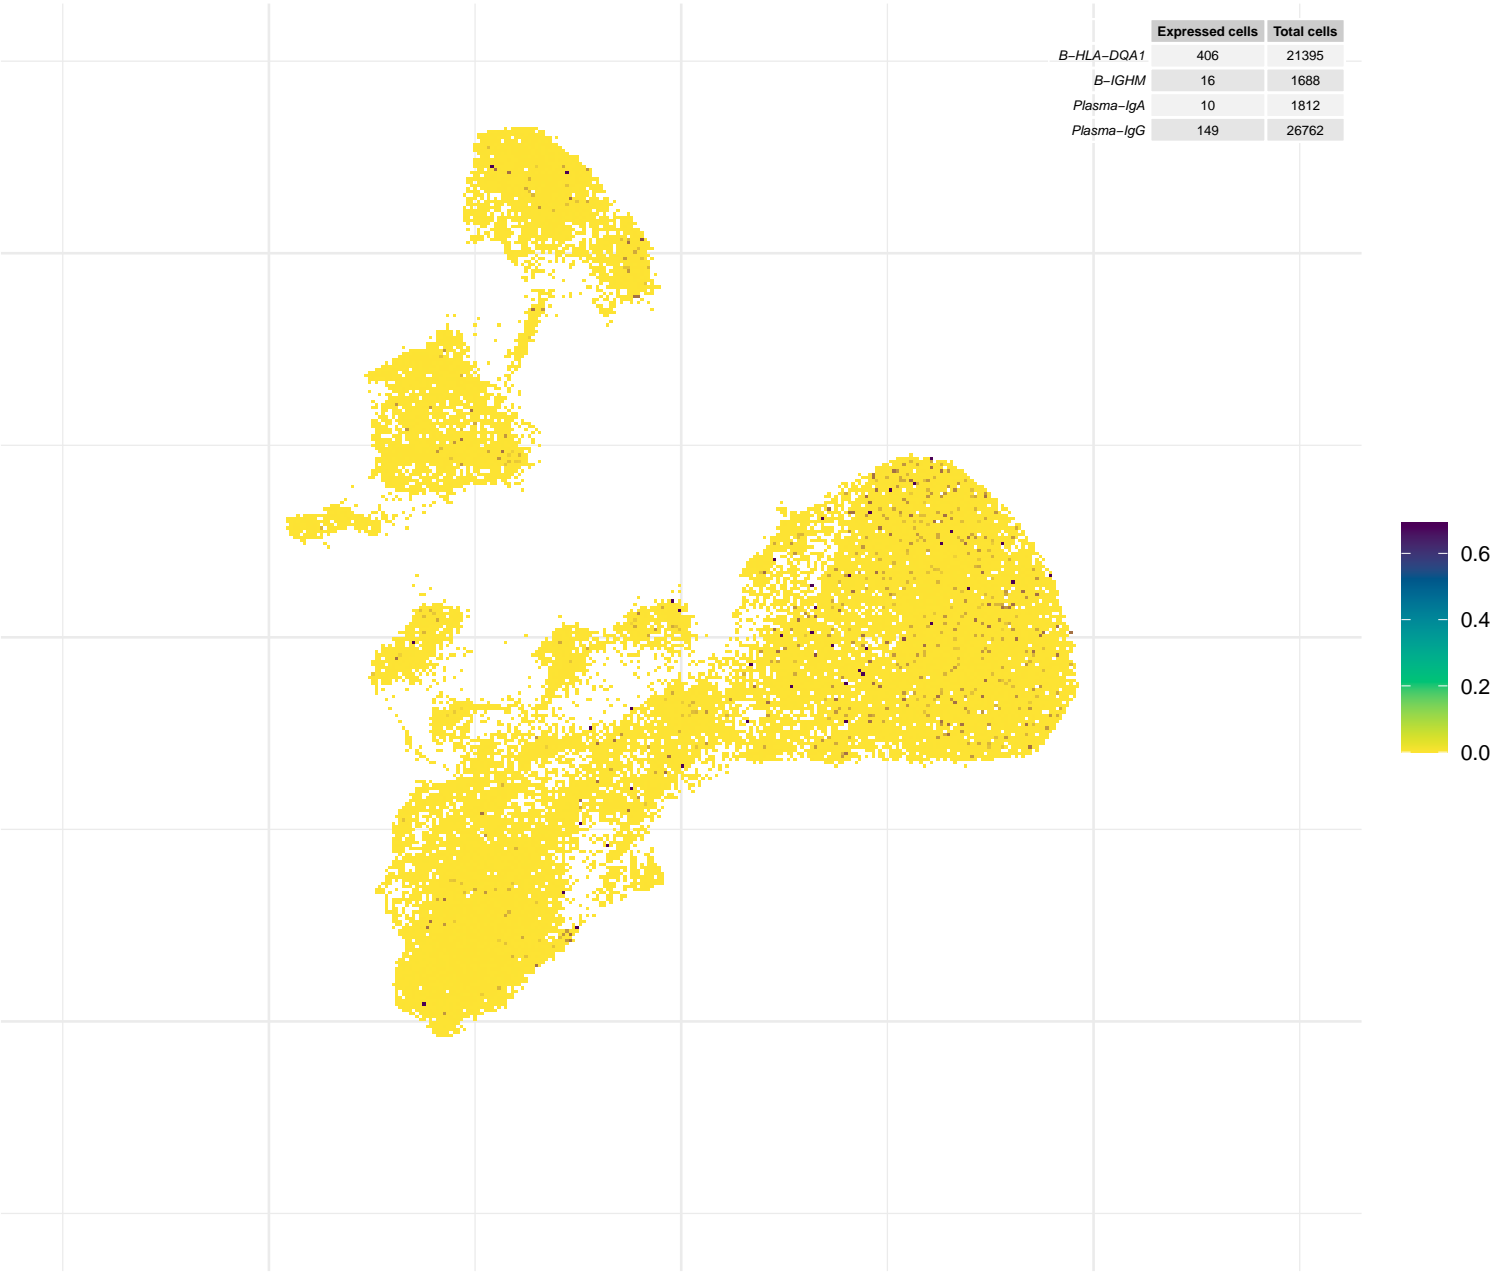 Expressed cells Total cells
B−HLA−DQA1 406 21395
B−IGHM 16 1688
Plasma−IgA 10 1812
Plasma−IgG 149 26762
0.6
0.4
0.2
0.0